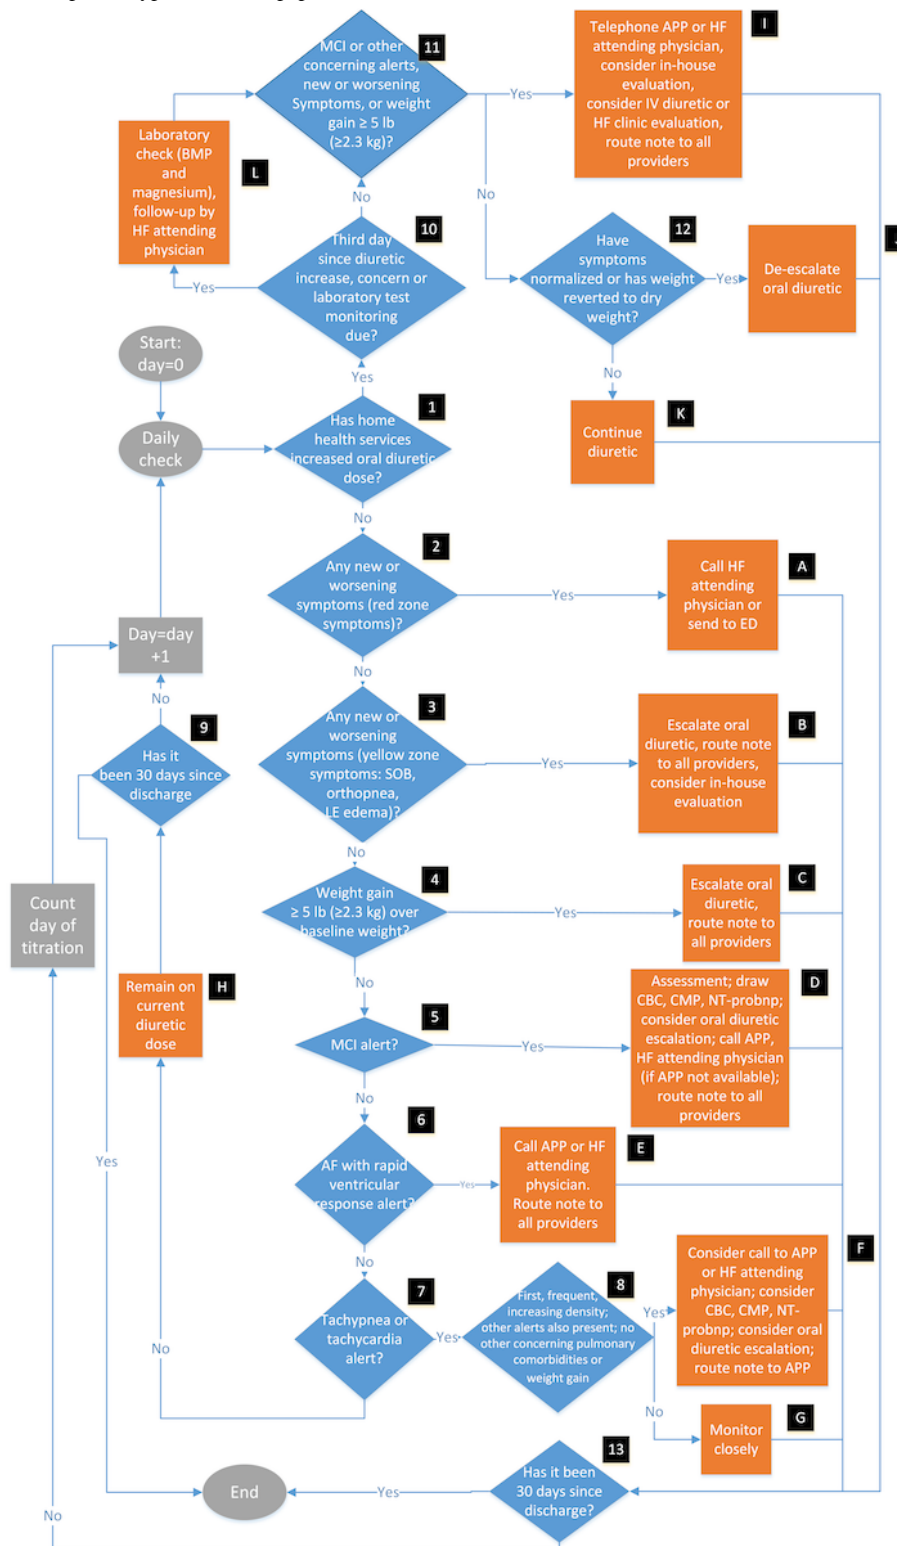 11
MCI or other
concerning alerts,
new or worsening
Symptoms, or weight
gain ≥ 5 lb
(≥2.3 kg)?
Yes
I
Telephone APP or HF
attending physician,
consider in-house
evaluation,
consider IV diuretic or
HF clinic evaluation,
route note to all
providers
Laboratory
check (BMP
and
magnesium),
follow-up by
HF attending
physician
L
No
No
10
Third day
since diuretic
increase, concern or
laboratory test
monitoring
due?
Yes
12
Have
symptoms
normalized or has weight
reverted to dry
weight?
Yes
De-escalate
oral diuretic
No
K
Continue
diuretic
Start:
day=0
Daily
check
Yes
1
Has home
health services
increased oral diuretic
dose?
No
2
Any new or
worsening
symptoms (red zone
symptoms)?
Yes
A
Call HF
attending
physician or
send to ED
Day=day
+1
No
No
3
Any new or
worsening
symptoms (yellow zone
symptoms: SOB,
orthopnea,
LE edema)?
Yes
B
Escalate oral
diuretic, route note
to all providers,
consider in-house
evaluation
9
Has it
been 30 days since
discharge
No
4
Weight gain
≥ 5 lb (≥2.3 kg) over
baseline weight?
Yes
C
Escalate oral
diuretic,
route note to
all providers
Count
day of
titration
Remain on
current
diuretic
dose
H
No
5
MCI alert?
Yes
D
Assessment; draw
CBC, CMP, NT-probnp;
consider oral diuretic
escalation; call APP,
HF attending physician
(if APP not available);
route note to all
providers
No
6
AF with rapid
ventricular
response alert?
Yes
E
Call APP or HF
attending
physician.
Route note to
all providers
Yes
No
7
Tachypnea or
tachycardia
alert?
Yes
No
8
First, frequent,
increasing density;
other alerts also present; no
other concerning pulmonary
comorbidities or
weight gain
Yes
F
Consider call to APP
or HF attending
physician; consider
CBC, CMP, NT-
probnp; consider oral
diuretic escalation;
route note to APP
No
G
Monitor
closely
13
Has it been
30 days since
discharge?
Yes
End
No